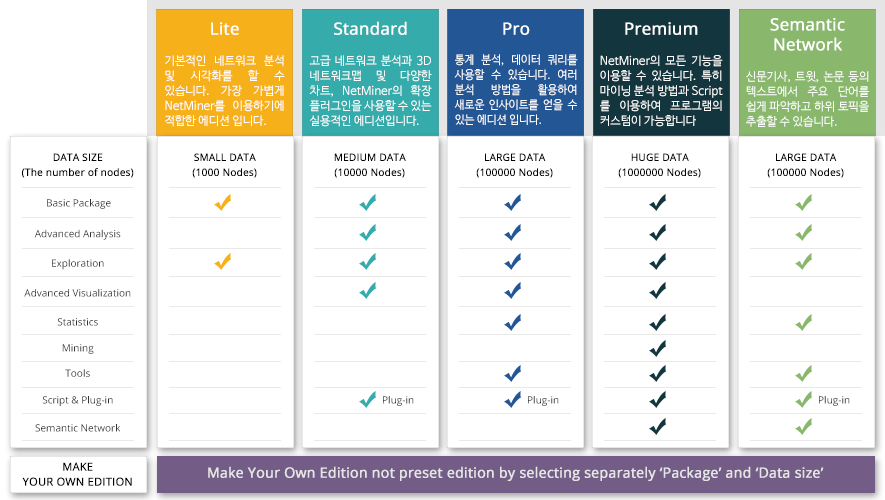 Lite
기본적인 네트워크 분석
및 시각화를 할 수
있습니다. 가장 가볍게
NetMiner를 이용하기에
적합한 에디션 입니다.
Standard
고급 네트워크 분석과 3D
네트워크맵 및 다양한
차트, NetMiner의 확장
플러그인을 사용할 수 있는
실용적인 에디션입니다.
Pro
통계 분석, 데이터 쿼리를
사용할 수 있습니다. 여러
분석 방법을 활용하여
새로운 인사이트를 얻을 수
있는 에디션 입니다.
Premium
NetMiner의 모든 기능을
이용할 수 있습니다. 특히
마이닝 분석 방법과 Script
를 이용하여 프로그램의
커스텀이 가능합니다
Semantic
Network
신문기사, 트윗, 논문 등의
텍스트에서 주요 단어를
쉽게 파악하고 하위 토픽을
추출할 수 있습니다.
DATA SIZE
(The number of nodes)
SMALL DATA
(1000 Nodes)
MEDIUM DATA
(10000 Nodes)
LARGE DATA
(100000 Nodes)
HUGE DATA
(1000000 Nodes)
LARGE DATA
(100000 Nodes)
Basic Package
Advanced Analysis
Exploration
Advanced Visualization
Statistics
Mining
Tools
Script & Plug-in
Plug-in
Plug-in
Plug-in
Semantic Network
MAKE
YOUR OWN EDITION
Make Your Own Edition not preset edition by selecting separately ‘Package’ and ‘Data size’